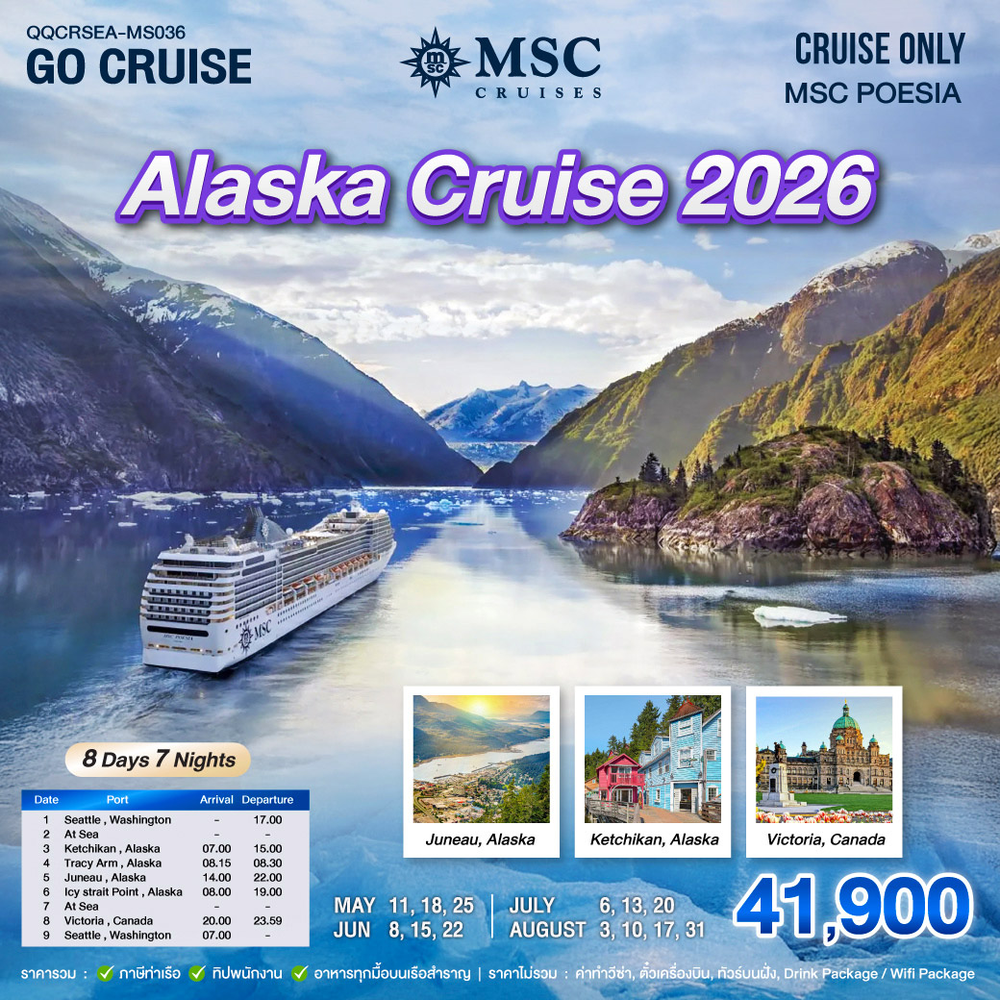 QQCRSEA-MS036
GO CRUISE
MSC
CRUISES
CRUISE ONLY
MSC POESIA
Alaska Cruise 2026
MSC POESIA
MSC
8 Days 7 Nights
Date Port Arrival Departure
1 Seattle , Washington - 17.00
2 At Sea - -
3 Ketchikan , Alaska 07.00 15.00
4 Tracy Arm , Alaska 08.15 08.30
5 Juneau , Alaska 14.00 22.00
6 Icy strait Point , Alaska 08.00 19.00
7 At Sea - -
8 Victoria , Canada 20.00 23.59
9 Seattle , Washington 07.00 -
Juneau, Alaska
Ketchikan, Alaska
Victoria, Canada
MAY 11, 18, 25 | JULY 6, 13, 20
JUN 8, 15, 22 | AUGUST 3, 10, 17, 31
41,900
ราคารวม : ภาษีท่าเรือ ทิปพนักงาน อาหารทุกมื้อบนเรือสำราญ | ราคาไม่รวม : ค่าทำวีซ่า, ตั๋วเครื่องบิน, ทัวร์บนฝั่ง, Drink Package / Wifi Package